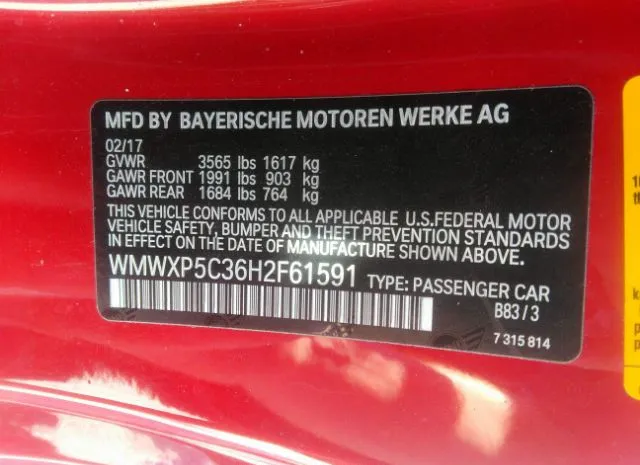 MFD BY BAYERISCHE MOTOREN WERKE AG
02/17
GVWR 3565 lbs 1617 kg
GAWR FRONT 1991 lbs 903 kg
GAWR REAR 1684 lbs 764 kg
THIS VEHICLE CONFORMS TO ALL APPLICABLE U.S.FEDERAL MOTOR
VEHICLE SAFETY, BUMPER AND THEFT PREVENTION STANDARDS
IN EFFECT ON THE DATE OF MANUFACTURE SHOWN ABOVE.
WMWXP5C36H2F61591 TYPE: PASSENGER CAR
B83/3
7 315 814